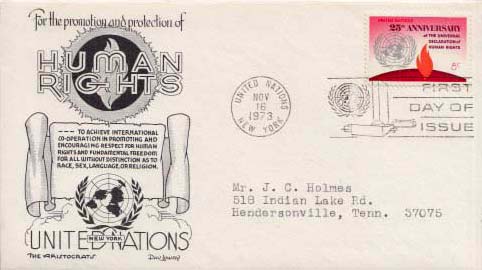 For the promotion and protection of
HUMAN
RIGHTS
--- TO ACHIEVE INTERNATIONAL
CO-OPERATION IN PROMOTING AND
ENCOURAGING RESPECT FOR HUMAN
RIGHTS AND FUNDAMENTAL FREEDOM
FOR ALL WITHOUT DISTINCTION AS TO
RACE, SEX, LANGUAGE, OR RELIGION.
UNITED NATIONS
NEW YORK
THE ARISTOCRATS
UNITED NATIONS
NOV
16
1973
NEW YORK
UNITED NATIONS
25th ANNIVERSARY
of THE UNIVERSAL
DECLARATION of
HUMAN RIGHTS
8c
FIRST
DAY OF
ISSUE
Mr. J. C. Holmes
518 Indian Lake Rd.
Hendersonville, Tenn. 37075